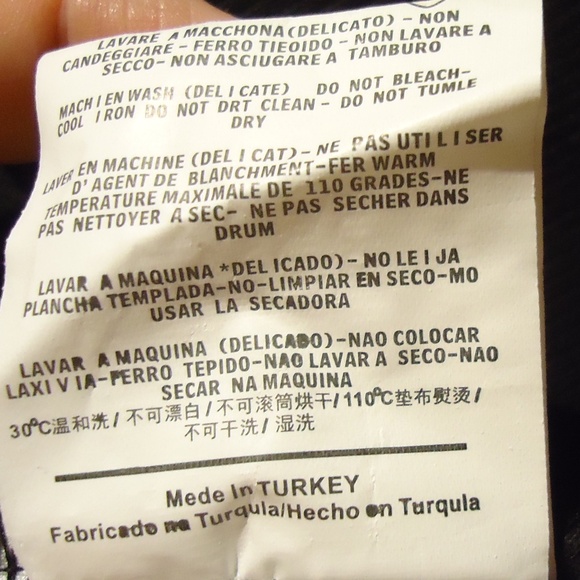 LAVARE A MACCHONA (DELICATO) - NON
CANDEGGIARE - FERRO TIEOIDO - NON LAVARE A
SECCO- NON ASCIUGARE A TAMBURO
MACH I EN WASH (DEL I CATE) DO NOT BLEACH-
COOL I RON DO NOT DRT CLEAN - DO NOT TUMLE
DRY
LAVER EN MACHINE (DEL I CAT) - NE PAS UTI L I SER
D' AGENT DE BLANCHMENT-FER WARM
TEMPERATURE MAXIMALE DE 110 GRADES-NE
PAS NETTOYER A SEC- NE PAS SECHER DANS
DRUM
LAVAR A MAQUINA *DEL ICADO) - NO LE I JA
PLANCHA TEMPLADA-NO-LIMPIAR EN SECO-MO
USAR LA SECADORA
LAVAR A MAQUINA (DELICADO)-NAO COLOCAR
LAXI V IA-FERRO TEPIDO-NAO LAVAR A SECO-NAO
SECAR NA MAQUINA
30℃温和洗/不可漂白/不可滚筒烘干/110℃垫布熨烫/
不可干洗/湿洗
Mede In TURKEY
Fabricado na Turqula/Hecho en Turqula